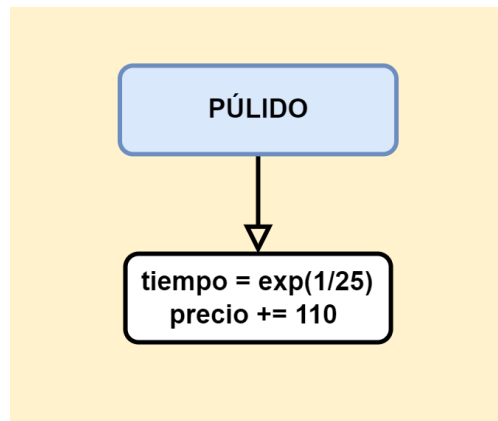 PÚLIDO
tiempo = exp(1/25)
precio += 110